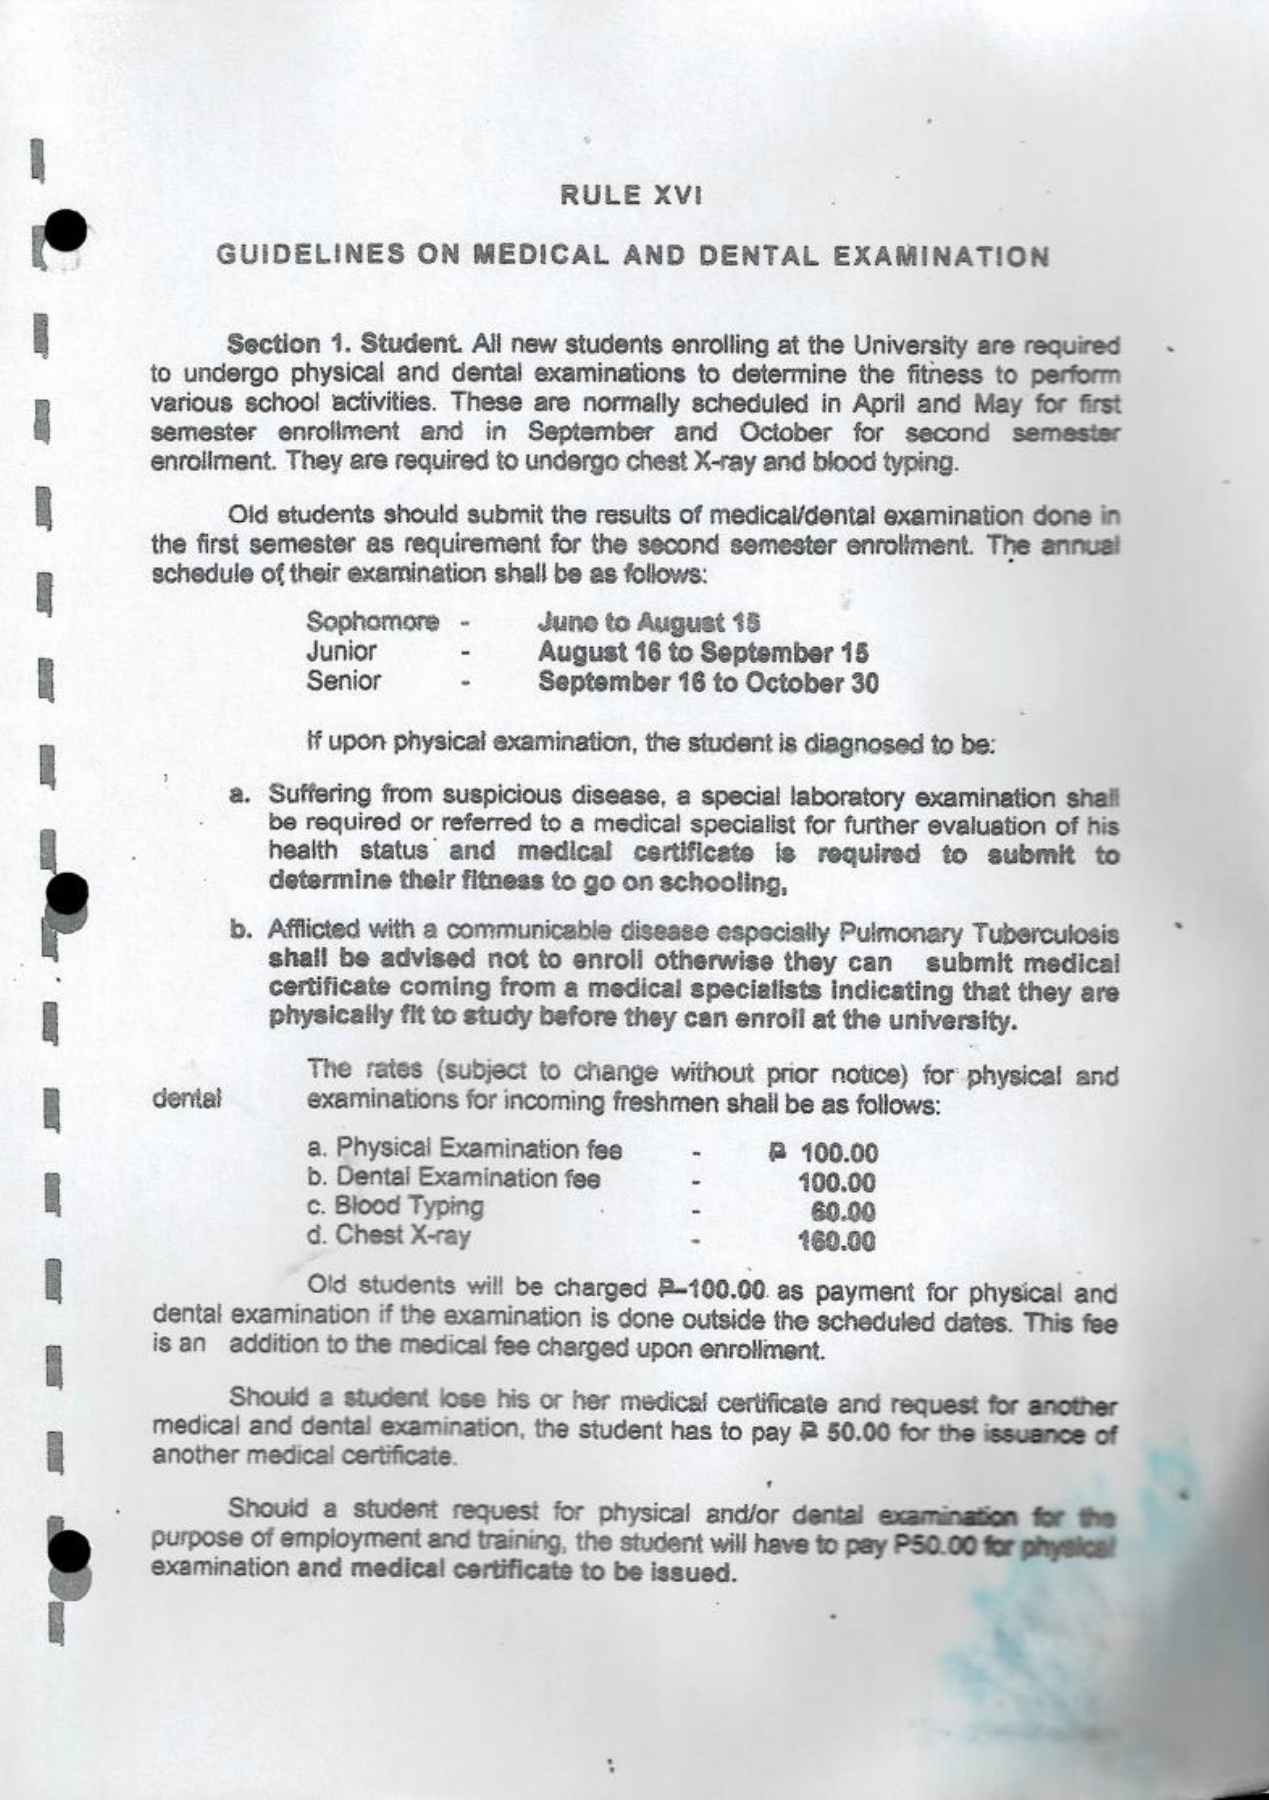 RULE XVI
GUIDELINES ON MEDICAL AND DENTAL EXAMINATION
Section 1. Student. All new students enrolling at the University are required
to undergo physical and dental examinations to determine the fitness to perform
various school activities. These are normally scheduled in April and May for first
semester enrollment and in September and October for second semester
enrollment. They are required to undergo chest X-ray and blood typing.
Old students should submit the results of medical/dental examination done in
the first semester as requirement for the second semester enrollment. The annual
schedule of their examination shall be as follows:
Sophomore - June to August 15
Junior - August 16 to September 15
Senior - September 16 to October 30
If upon physical examination, the student is diagnosed to be:
a. Suffering from suspicious disease, a special laboratory examination shall
be required or referred to a medical specialist for further evaluation of his
health status and medical certificate is required to submit to
determine their fitness to go on schooling,
b. Afflicted with a communicable disease especially Pulmonary Tuberculosis
shall be advised not to enroll otherwise they can submit medical
certificate coming from a medical specialists indicating that they are
physically fit to study before they can enroll at the university.
The rates (subject to change without prior notice) for physical and
dental examinations for incoming freshmen shall be as follows:
a. Physical Examination fee - ₱ 100.00
b. Dental Examination fee - 100.00
c. Blood Typing - 60.00
d. Chest X-ray - 160.00
Old students will be charged ₱ 100.00 as payment for physical and
dental examination if the examination is done outside the scheduled dates. This fee
is an addition to the medical fee charged upon enrollment.
Should a student lose his or her medical certificate and request for another
medical and dental examination, the student has to pay ₱ 50.00 for the issuance of
another medical certificate.
Should a student request for physical and/or dental examination for the
purpose of employment and training, the student will have to pay P50.00 for physical
examination and medical certificate to be issued.